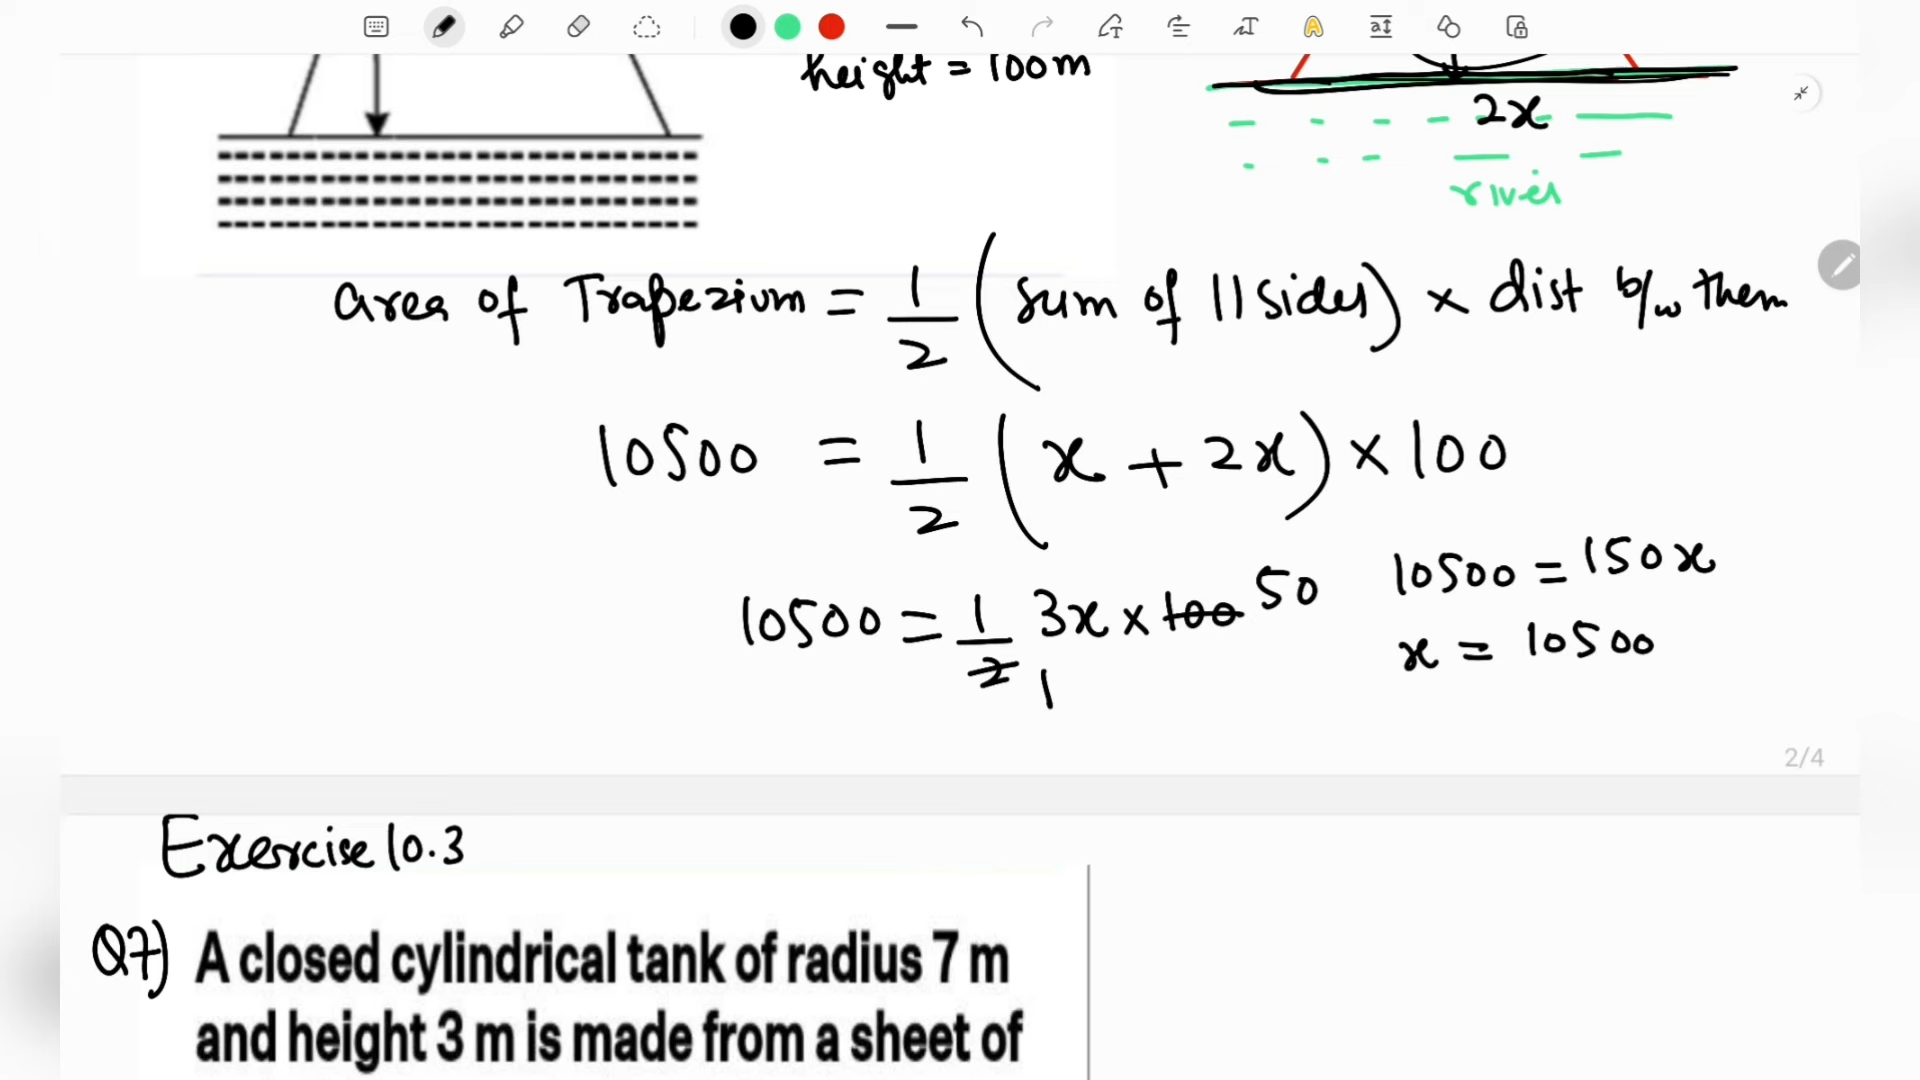 height = 100m
2x
river
area of Trapezium = 1/2 (sum of || sides) × dist b/w them
10500 = 1/2 (x + 2x) × 100
10500 = 1/2 3x × 100 50
1
10500 = 150x
x = 10500
2/4
Exercise 10.3
Q7) A closed cylindrical tank of radius 7 m
and height 3 m is made from a sheet of